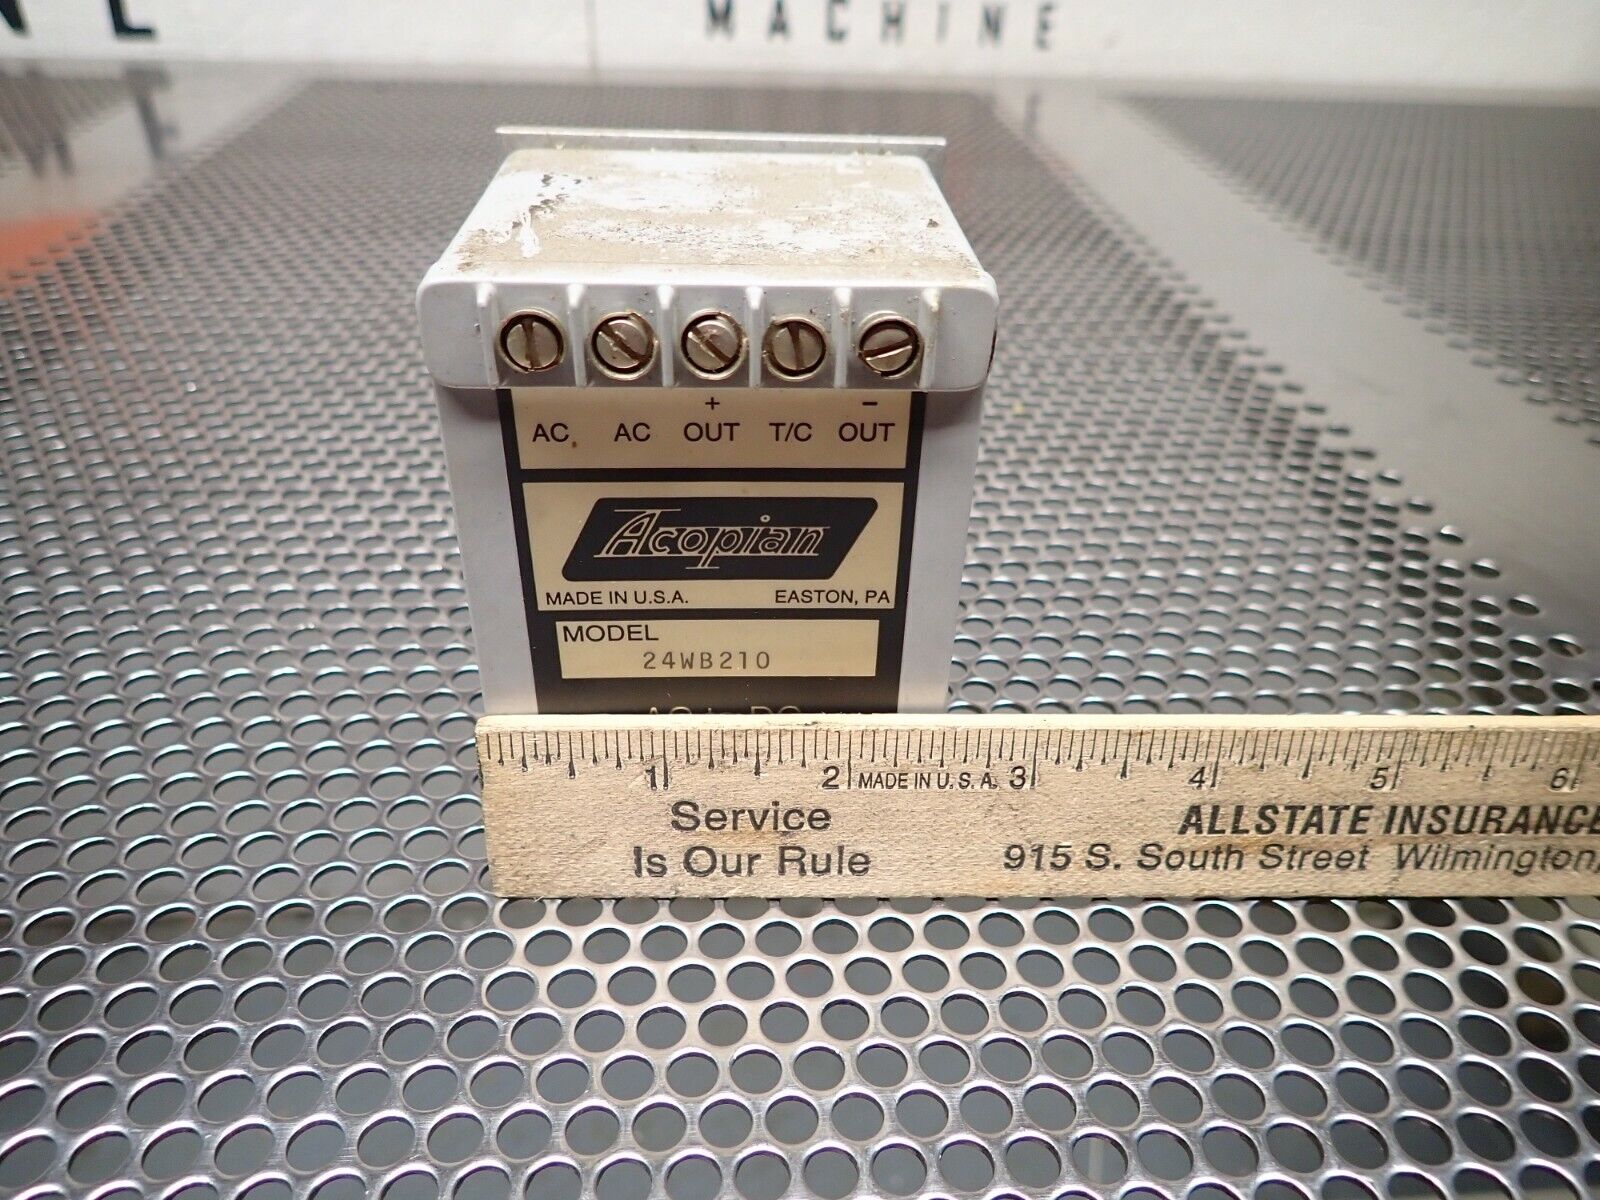 MACHINE
+ −
AC AC OUT T/C OUT
Acopian
MADE IN U.S.A. EASTON, PA
MODEL
24WB210
1 2 MADE IN U.S.A. 3 4 5 6
Service
Is Our Rule
ALLSTATE INSURANCE
915 S. South Street Wilmington,